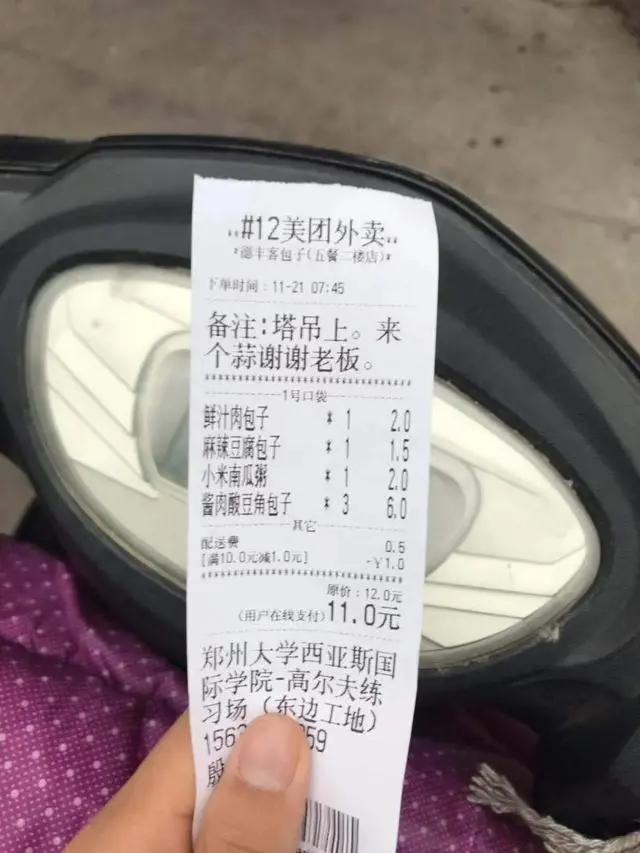 #12美团外卖
*德丰客包子(五餐二楼店)*
下单时间：11-21 07:45
备注：塔吊上。来
个蒜谢谢老板。
1号口袋
鲜汁肉包子 * 1 2.0
麻辣豆腐包子 * 1 1.5
小米南瓜粥 * 1 2.0
酱肉酸豆角包子 * 3 6.0
其它
配送费 0.5
[满10.0元减1.0元] -￥1.0
原价：12.0元
(用户在线支付)11.0元
郑州大学西亚斯国
际学院-高尔夫练
习场（东边工地）
156 59
殷